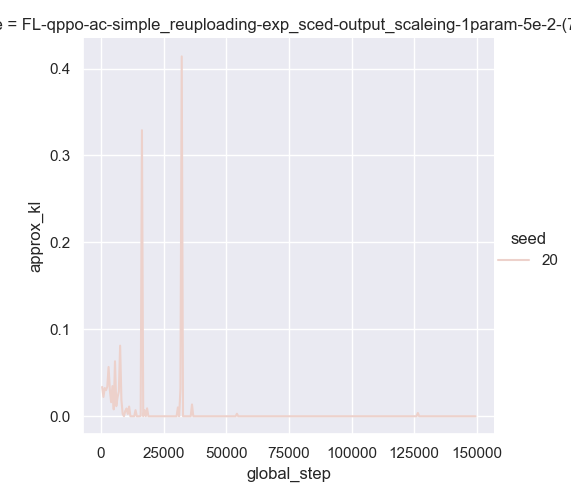 e = FL-qppo-ac-simple_reuploading-exp_sced-output_scaleing-1param-5e-2-(7
0.4
0.3
0.2
0.1
0.0
approx_kl
seed
20
0 25000 50000 75000 100000 125000 150000
global_step